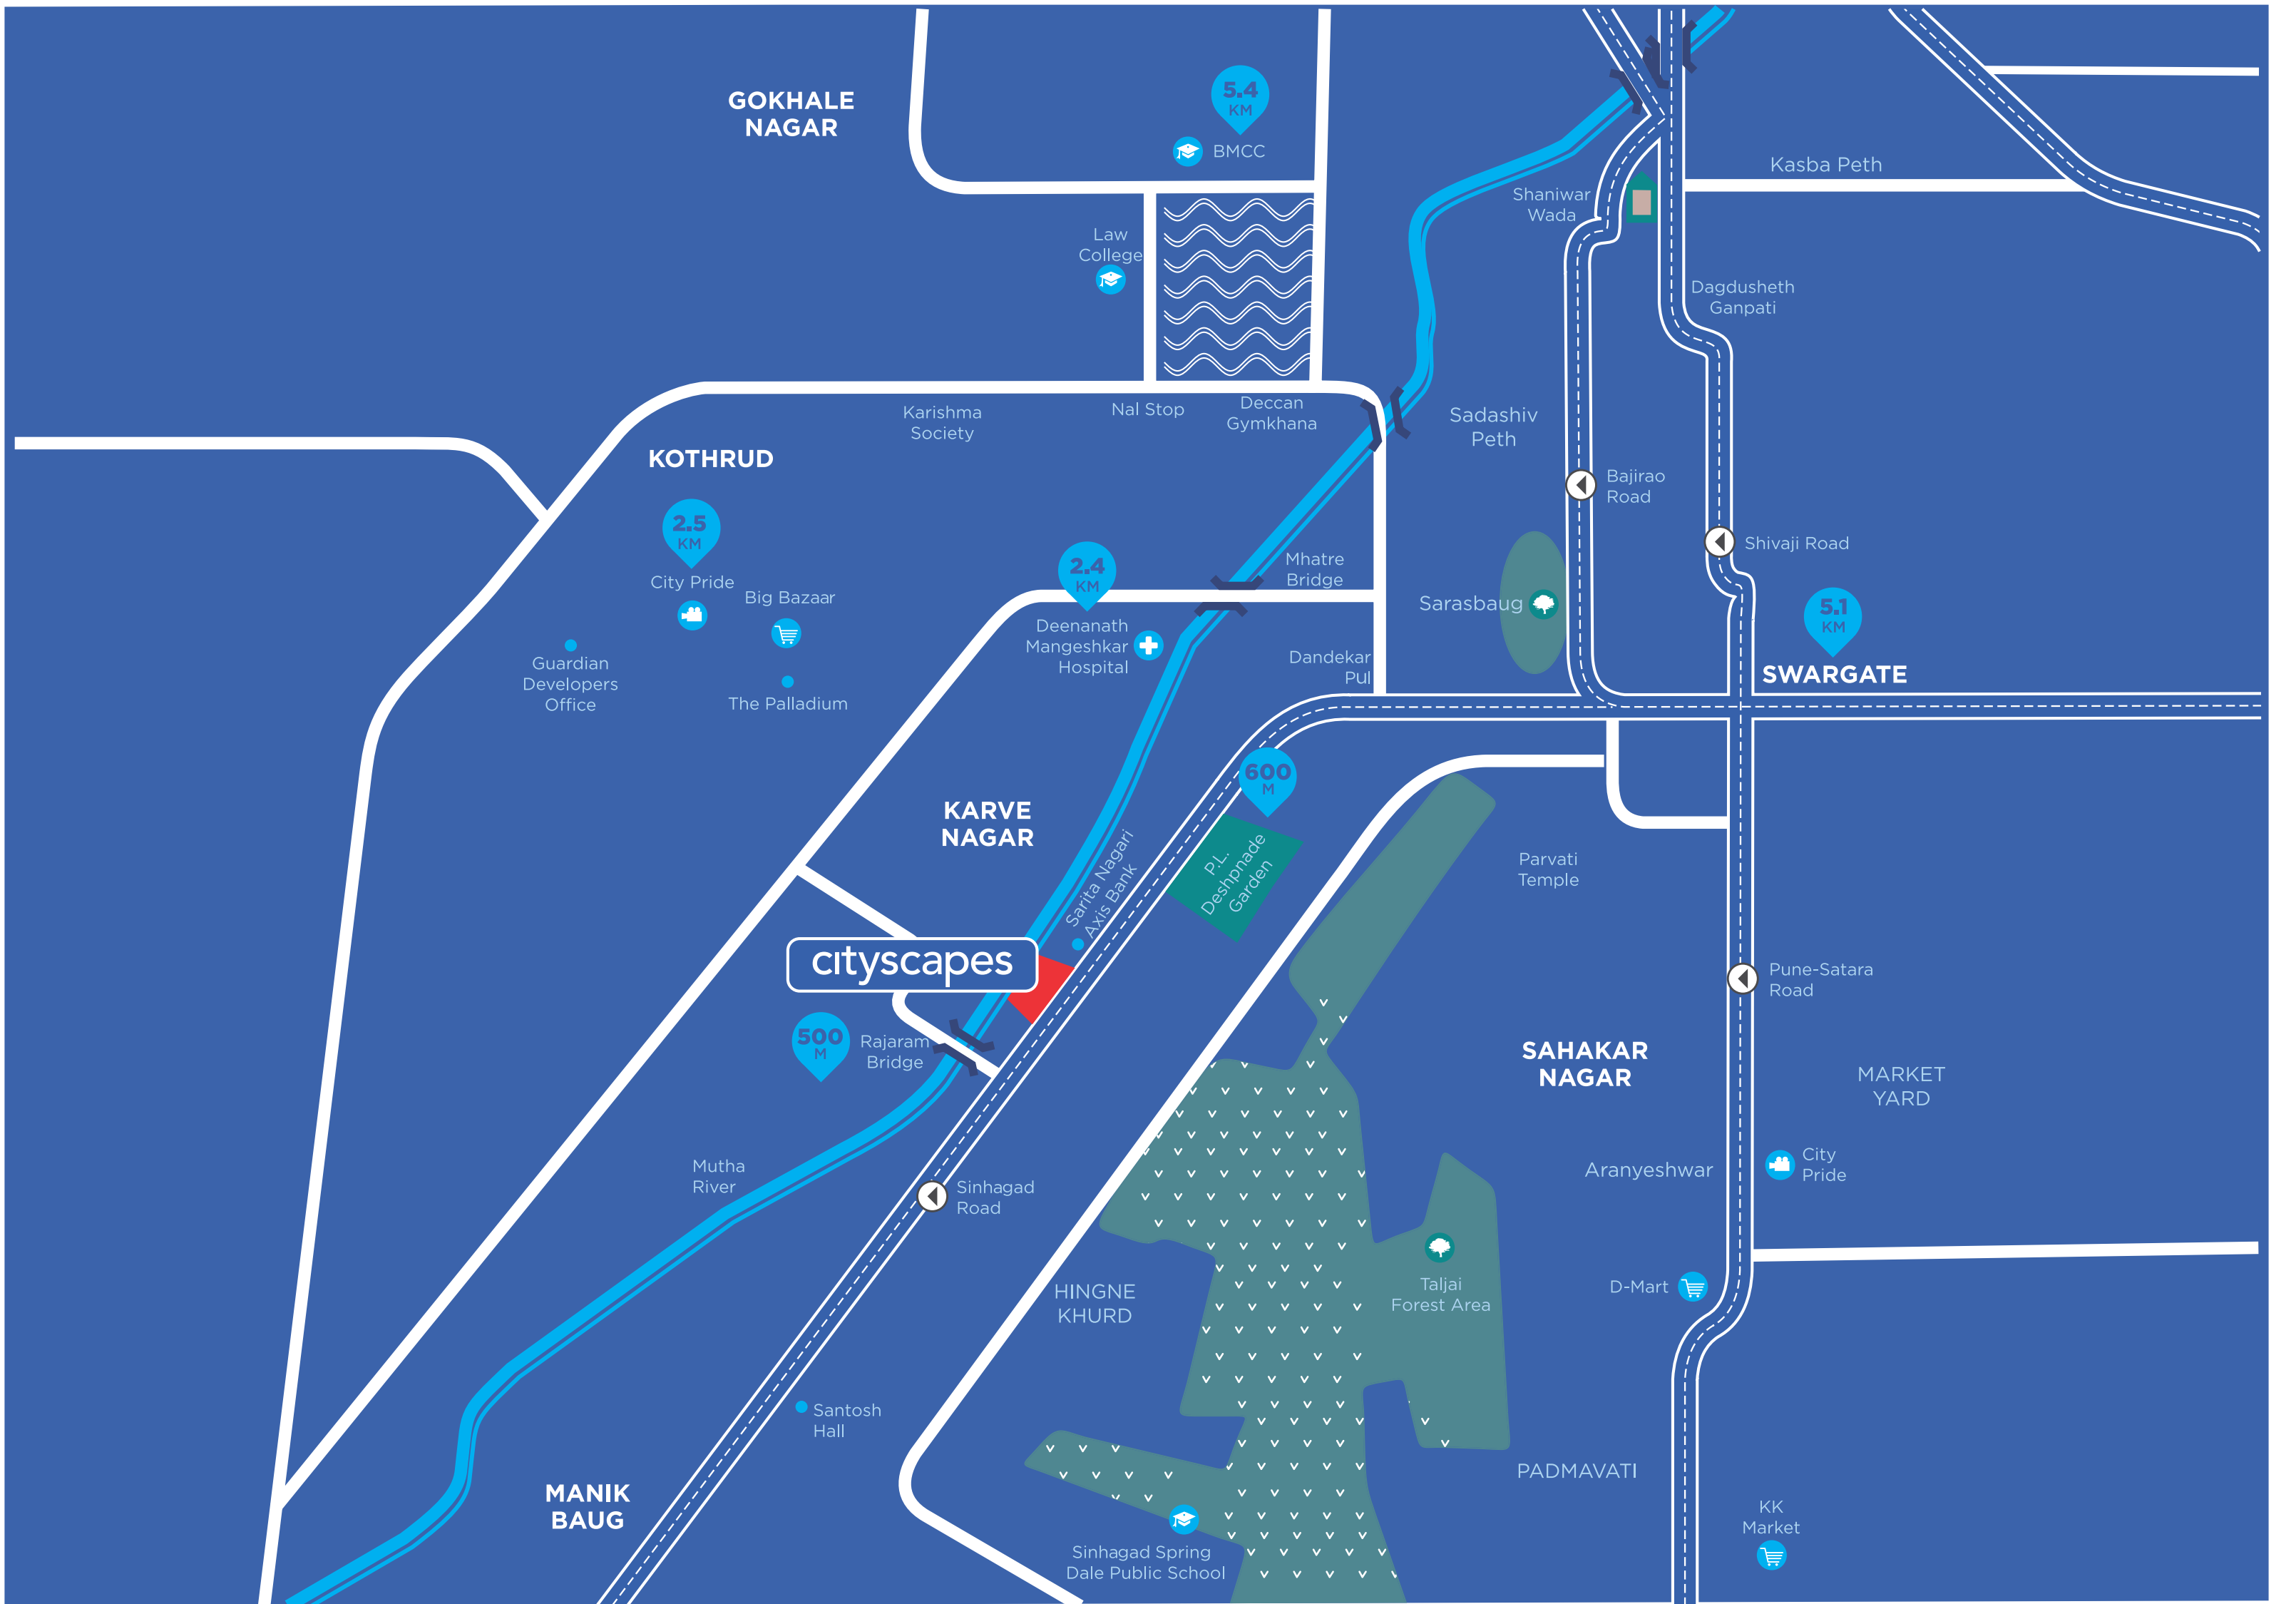 GOKHALE
NAGAR
5.4
KM
BMCC
Kasba Peth
Shaniwar
Wada
Law
College
Dagdusheth
Ganpati
Karishma
Society
Nal Stop
Deccan
Gymkhana
Sadashiv
Peth
KOTHRUD
Bajirao
Road
2.5
KM
City Pride
Big Bazaar
Shivaji Road
2.4
KM
Mhatre
Bridge
Sarasbaug
5.1
KM
SWARGATE
Deenanath
Mangeshkar
Hospital
Dandekar
Pul
Guardian
Developers
Office
The Palladium
600
M
KARVE
NAGAR
Sarita Nagari
Axis Bank
P.L.
Deshpnade
Garden
Parvati
Temple
cityscapes
Pune-Satara
Road
500
M
Rajaram
Bridge
SAHAKAR
NAGAR
MARKET
YARD
Mutha
River
Sinhagad
Road
Aranyeshwar
City
Pride
HINGNE
KHURD
Taljai
Forest Area
D-Mart
Santosh
Hall
MANIK
BAUG
PADMAVATI
KK
Market
Sinhagad Spring
Dale Public School